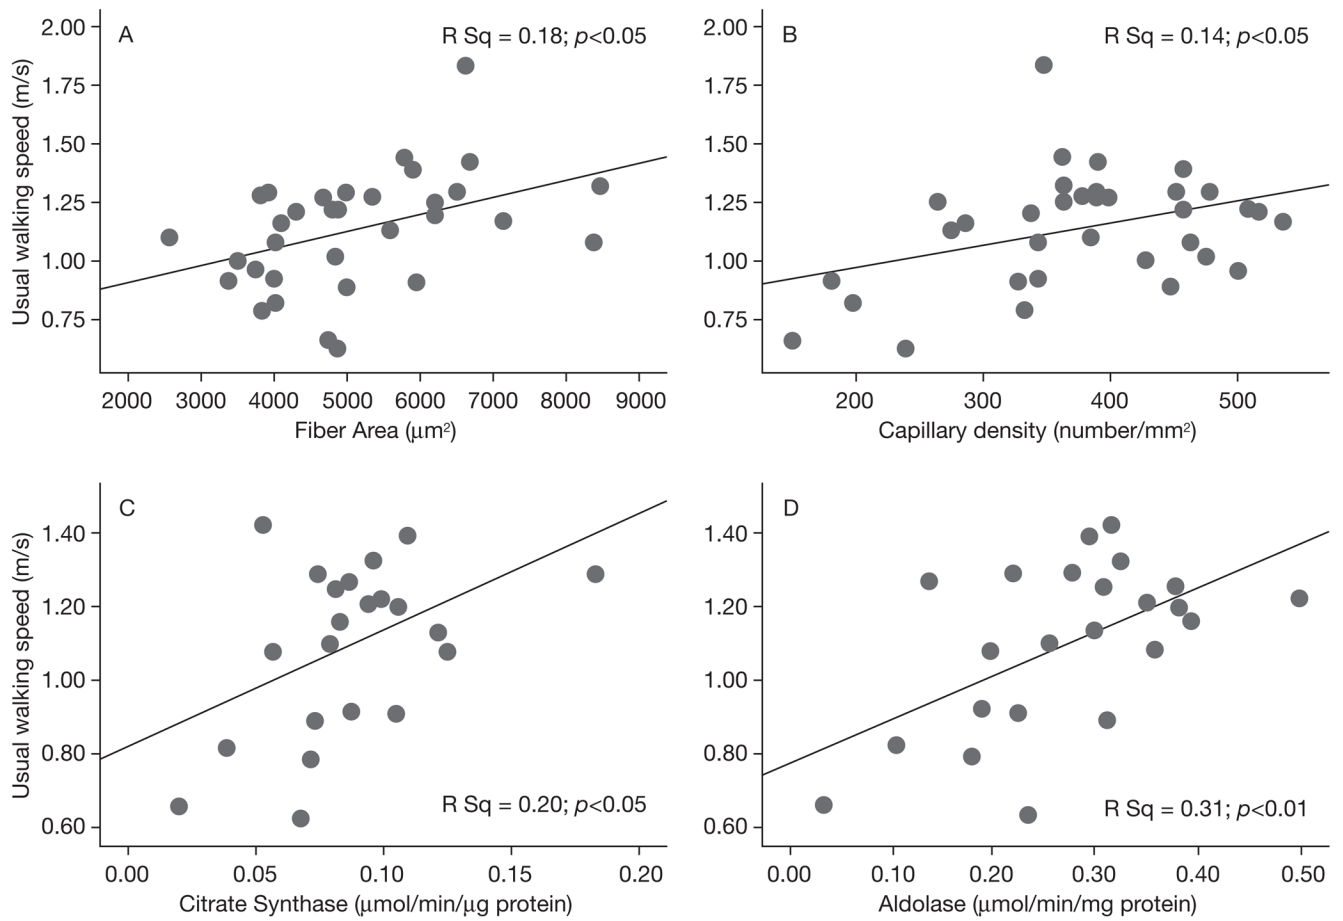 A
R Sq = 0.18; p<0.05
Usual walking speed (m/s)
2.00
1.75
1.50
1.25
1.00
0.75
2000 3000 4000 5000 6000 7000 8000 9000
Fiber Area (μm²)
B
R Sq = 0.14; p<0.05
2.00
1.75
1.50
1.25
1.00
0.75
200 300 400 500
Capillary density (number/mm²)
C
Usual walking speed (m/s)
1.40
1.20
1.00
0.80
0.60
R Sq = 0.20; p<0.05
0.00 0.05 0.10 0.15 0.20
Citrate Synthase (μmol/min/μg protein)
D
1.40
1.20
1.00
0.80
0.60
R Sq = 0.31; p<0.01
0.00 0.10 0.20 0.30 0.40 0.50
Aldolase (μmol/min/mg protein)